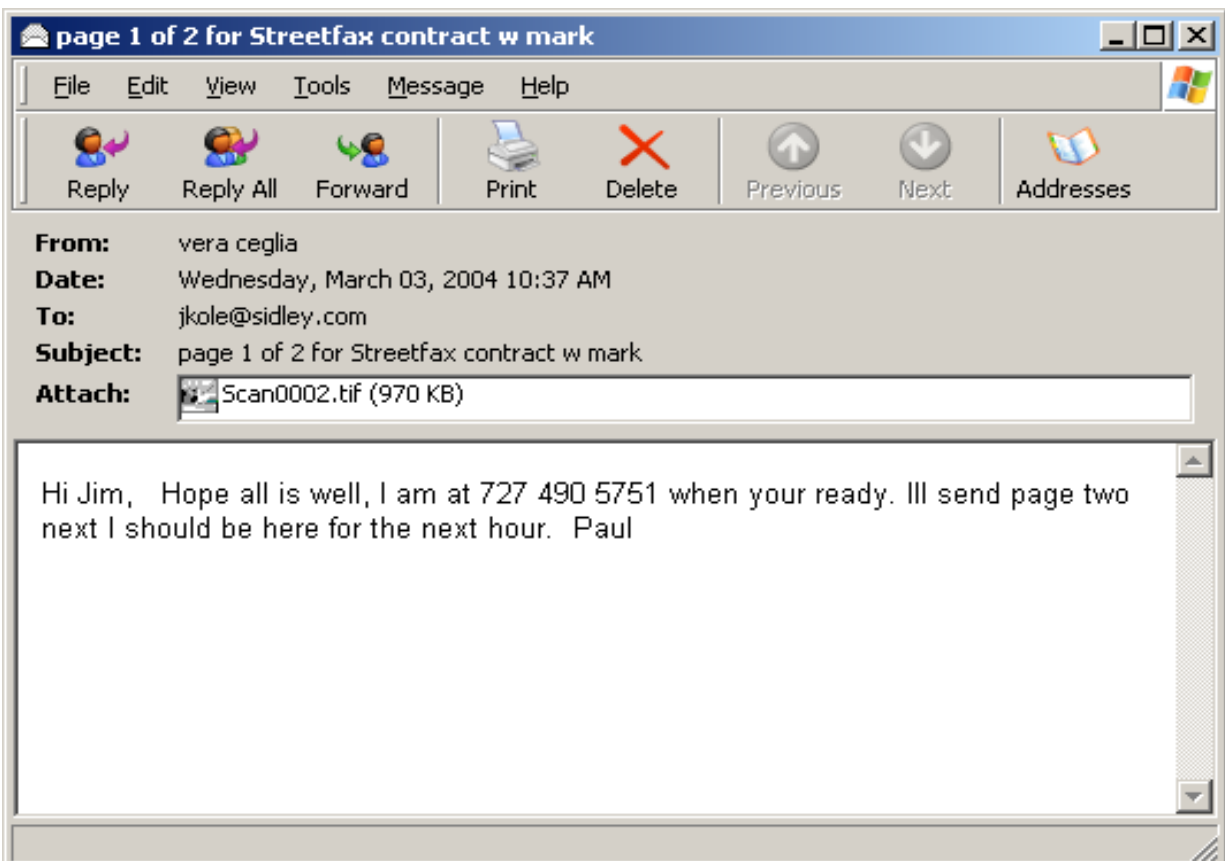 page 1 of 2 for Streetfax contract w mark
File Edit View Tools Message Help
Reply Reply All Forward Print Delete Previous Next Addresses
From: vera ceglia
Date: Wednesday, March 03, 2004 10:37 AM
To: jkole@sidley.com
Subject: page 1 of 2 for Streetfax contract w mark
Attach: Scan0002.tif (970 KB)
Hi Jim,   Hope all is well, I am at 727 490 5751 when your ready. Ill send page two
next I should be here for the next hour.  Paul